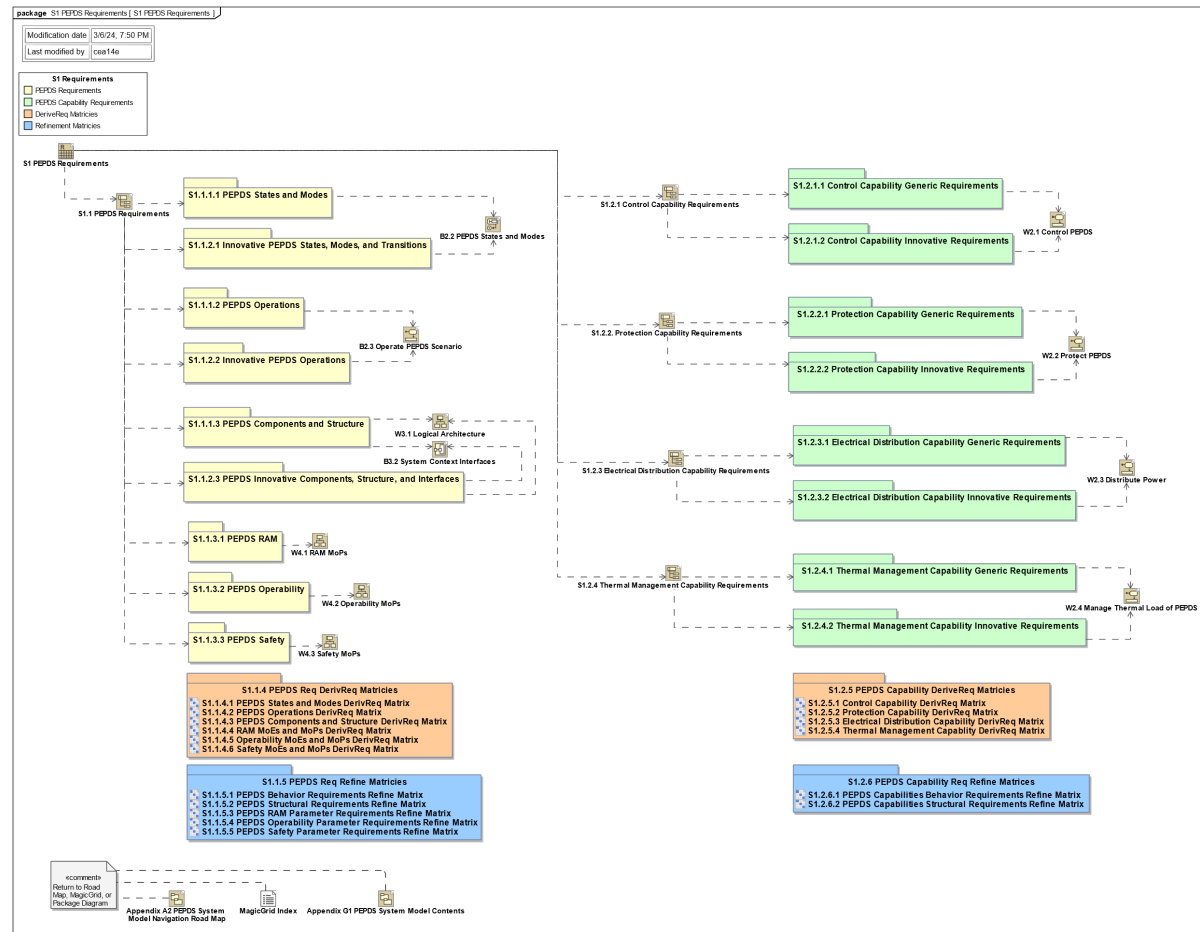 package S1 PEPDS Requirements [ S1 PEPDS Requirements ]
Modification date 3/6/24, 7:50 PM
Last modified by cea14e
S1 Requirements
PEPDS Requirements
PEPDS Capability Requirements
DeriveReq Matricies
Refinement Matricies
S1 PEPDS Requirements
S1.1 PEPDS Requirements
S1.1.1.1 PEPDS States and Modes
B2.2 PEPDS States and Modes
S1.1.2.1 Innovative PEPDS States, Modes, and Transitions
S1.1.1.2 PEPDS Operations
B2.3 Operate PEPDS Scenario
S1.1.2.2 Innovative PEPDS Operations
S1.1.1.3 PEPDS Components and Structure
W3.1 Logical Architecture
B3.2 System Context Interfaces
S1.1.2.3 PEPDS Innovative Components, Structure, and Interfaces
S1.1.3.1 PEPDS RAM
W4.1 RAM MoPs
S1.1.3.2 PEPDS Operability
W4.2 Operability MoPs
S1.1.3.3 PEPDS Safety
W4.3 Safety MoPs
S1.1.4 PEPDS Req DerivReq Matricies
S1.1.4.1 PEPDS States and Modes DerivReq Matrix
S1.1.4.2 PEPDS Operations DerivReq Matrix
S1.1.4.3 PEPDS Components and Structure DerivReq Matrix
S1.1.4.4 RAM MoEs and MoPs DerivReq Matrix
S1.1.4.5 Operability MoEs and MoPs DerivReq Matrix
S1.1.4.6 Safety MoEs and MoPs DerivReq Matrix
S1.1.5 PEPDS Req Refine Matricies
S1.1.5.1 PEPDS Behavior Requirements Refine Matrix
S1.1.5.2 PEPDS Structural Requirements Refine Matrix
S1.1.5.3 PEPDS RAM Parameter Requirements Refine Matrix
S1.1.5.4 PEPDS Operability Parameter Requirements Refine Matrix
S1.1.5.5 PEPDS Safety Parameter Requirements Refine Matrix
S1.2.1 Control Capability Requirements
S1.2.1.1 Control Capability Generic Requirements
W2.1 Control PEPDS
S1.2.1.2 Control Capability Innovative Requirements
S1.2.2. Protection Capability Requirements
S1.2.2.1 Protection Capability Generic Requirements
W2.2 Protect PEPDS
S1.2.2.2 Protection Capability Innovative Requirements
S1.2.3 Electrical Distribution Capability Requirements
S1.2.3.1 Electrical Distribution Capability Generic Requirements
W2.3 Distribute Power
S1.2.3.2 Electrical Distribution Capability Innovative Requirements
S1.2.4 Thermal Management Capability Requirements
S1.2.4.1 Thermal Management Capability Generic Requirements
W2.4 Manage Thermal Load of PEPDS
S1.2.4.2 Thermal Management Capability Innovative Requirements
S1.2.5 PEPDS Capability DeriveReq Matricies
S1.2.5.1 Control Capability DerivReq Matrix
S1.2.5.2 Protection Capability DerivReq Matrix
S1.2.5.3 Electrical Distribution Capability DerivReq Matrix
S1.2.5.4 Thermal Management Capablity DerivReq Matrix
S1.2.6 PEPDS Capability Req Refine Matrices
S1.2.6.1 PEPDS Capabilities Behavior Requirements Refine Matrix
S1.2.6.2 PEPDS Capabilities Structural Requirements Refine Matrix
«comment»
Return to Road
Map, MagicGrid, or
Package Diagram
Appendix A2 PEPDS System
Model Navigation Road Map
MagicGrid Index
Appendix G1 PEPDS System Model Contents